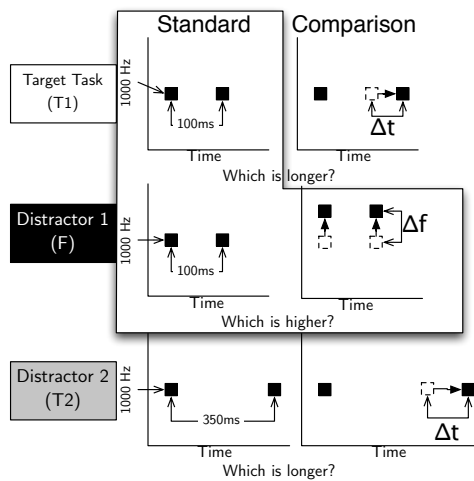 Standard Comparison
Target Task
(T1)
1000 Hz
100ms
Δt
Time
Time
Which is longer?
Distractor 1
(F)
1000 Hz
100ms
Δf
Time
Time
Which is higher?
Distractor 2
(T2)
1000 Hz
350ms
Δt
Time
Time
Which is longer?